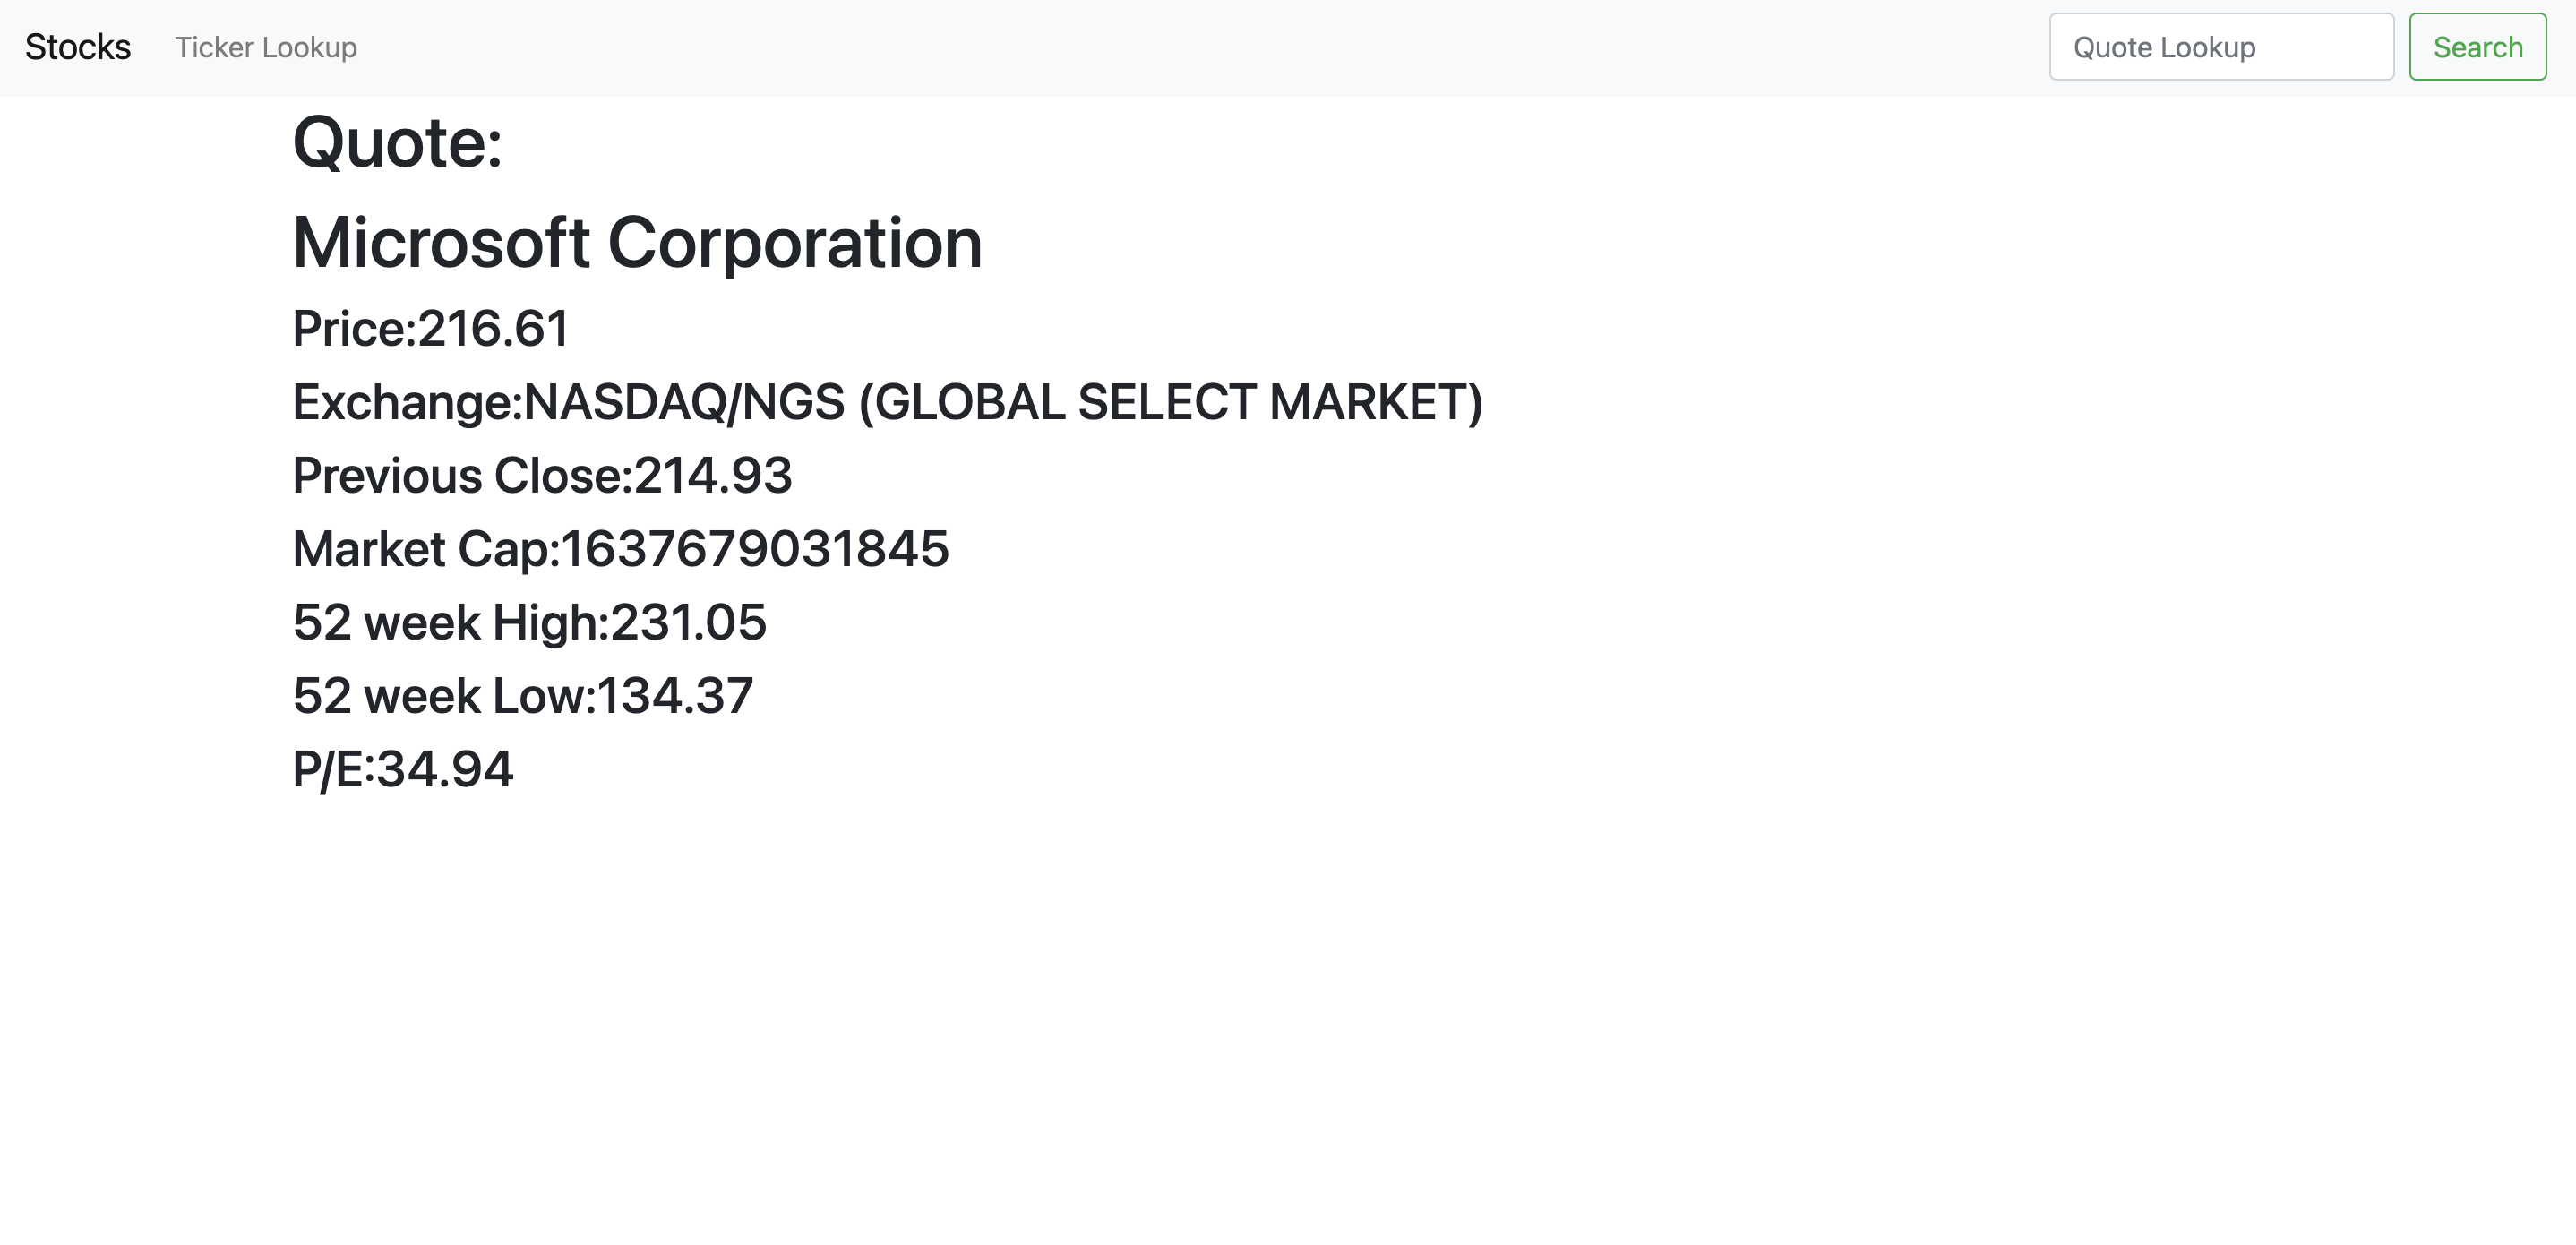 Stocks Ticker Lookup Quote Lookup Search
Quote:
Microsoft Corporation
Price:216.61
Exchange:NASDAQ/NGS (GLOBAL SELECT MARKET)
Previous Close:214.93
Market Cap:1637679031845
52 week High:231.05
52 week Low:134.37
P/E:34.94